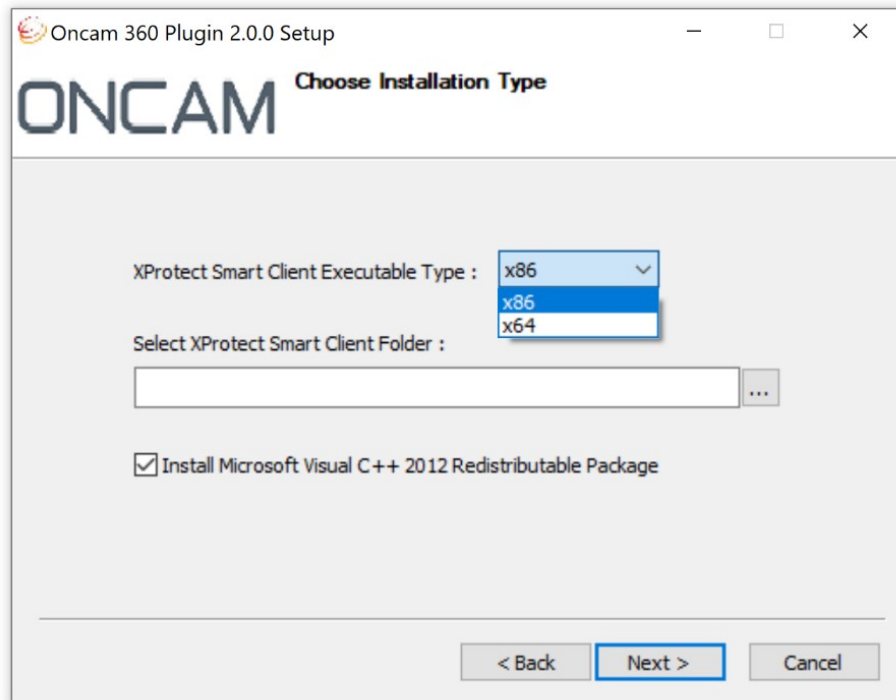 Oncam 360 Plugin 2.0.0 Setup
ONCAM
Choose Installation Type
XProtect Smart Client Executable Type :
x86
x86
x64
Select XProtect Smart Client Folder :
...
Install Microsoft Visual C++ 2012 Redistributable Package
< Back
Next >
Cancel